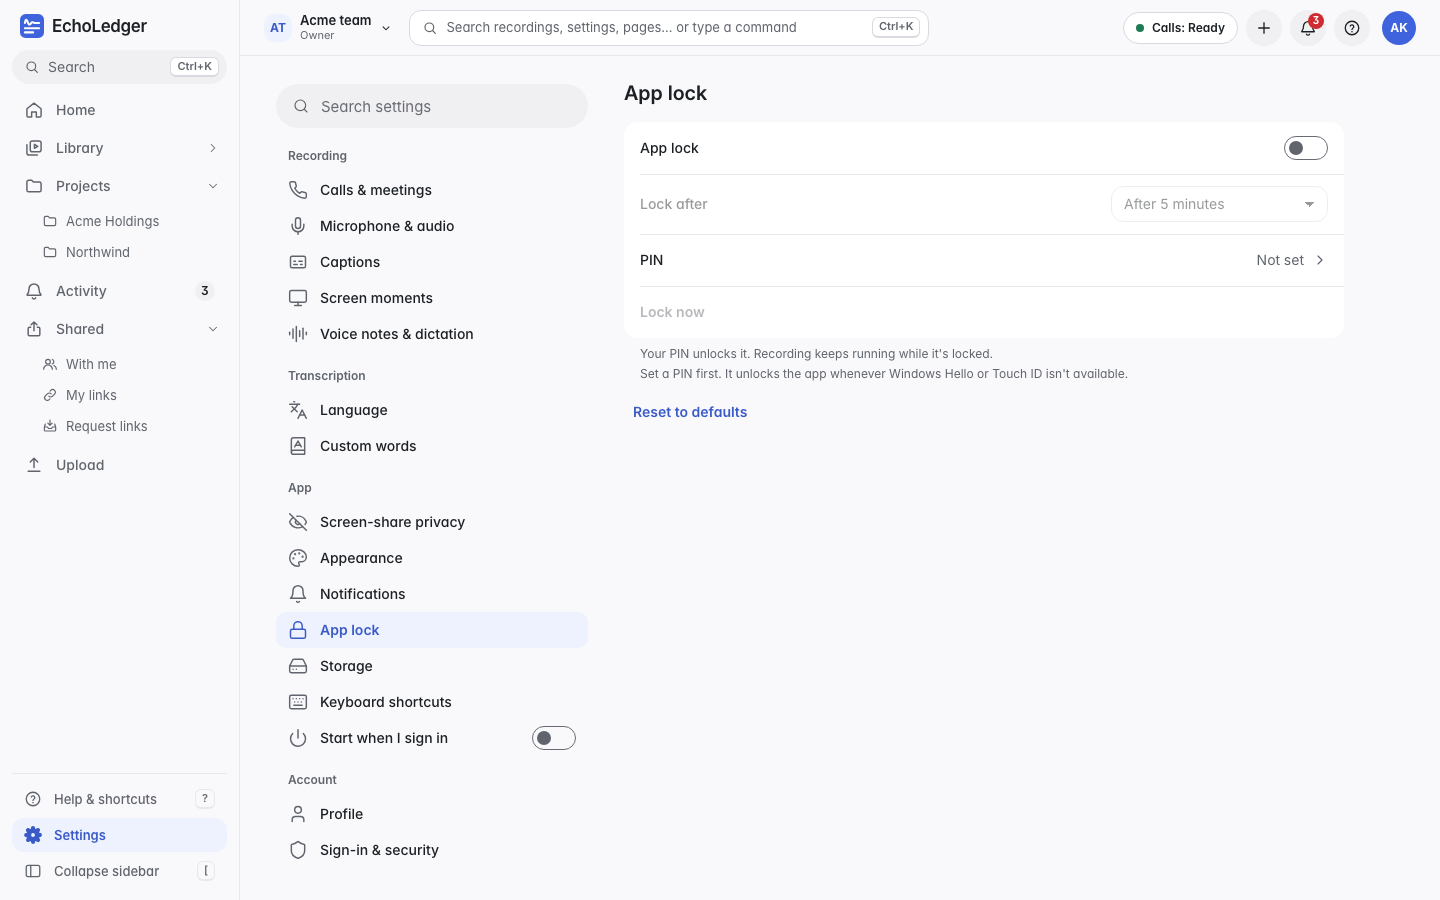 EchoLedger
Search
Ctrl+K
Home
Library
Projects
Acme Holdings
Northwind
Activity
3
Shared
With me
My links
Request links
Upload
Help & shortcuts
?
Settings
Collapse sidebar
[
AT
Acme team
Owner
Search recordings, settings, pages... or type a command
Ctrl+K
Calls: Ready
3
AK
Search settings
Recording
Calls & meetings
Microphone & audio
Captions
Screen moments
Voice notes & dictation
Transcription
Language
Custom words
App
Screen-share privacy
Appearance
Notifications
App lock
Storage
Keyboard shortcuts
Start when I sign in
Account
Profile
Sign-in & security
App lock
App lock
Lock after
After 5 minutes
PIN
Not set
Lock now
Your PIN unlocks it. Recording keeps running while it's locked.
Set a PIN first. It unlocks the app whenever Windows Hello or Touch ID isn't available.
Reset to defaults